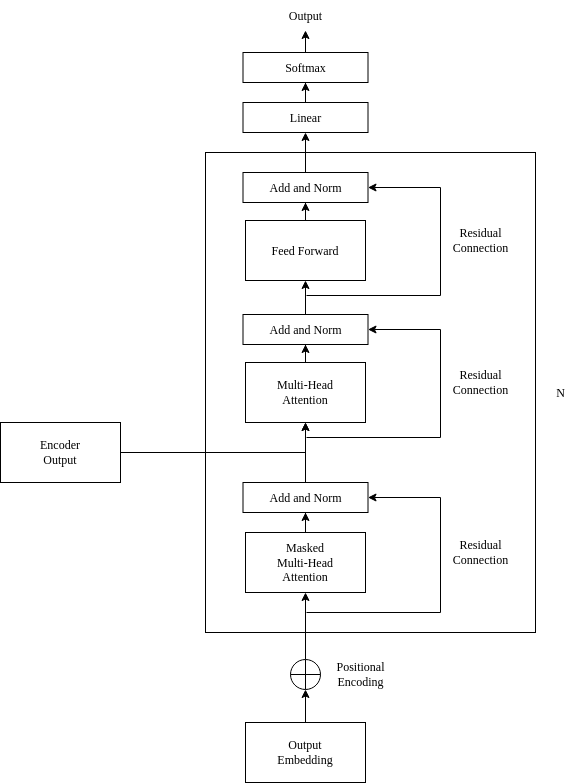 Output
Softmax
Linear
Add and Norm
Feed Forward
Residual
Connection
Add and Norm
Multi-Head
Attention
Residual
Connection
N
Encoder
Output
Add and Norm
Masked
Multi-Head
Attention
Residual
Connection
Positional
Encoding
Output
Embedding